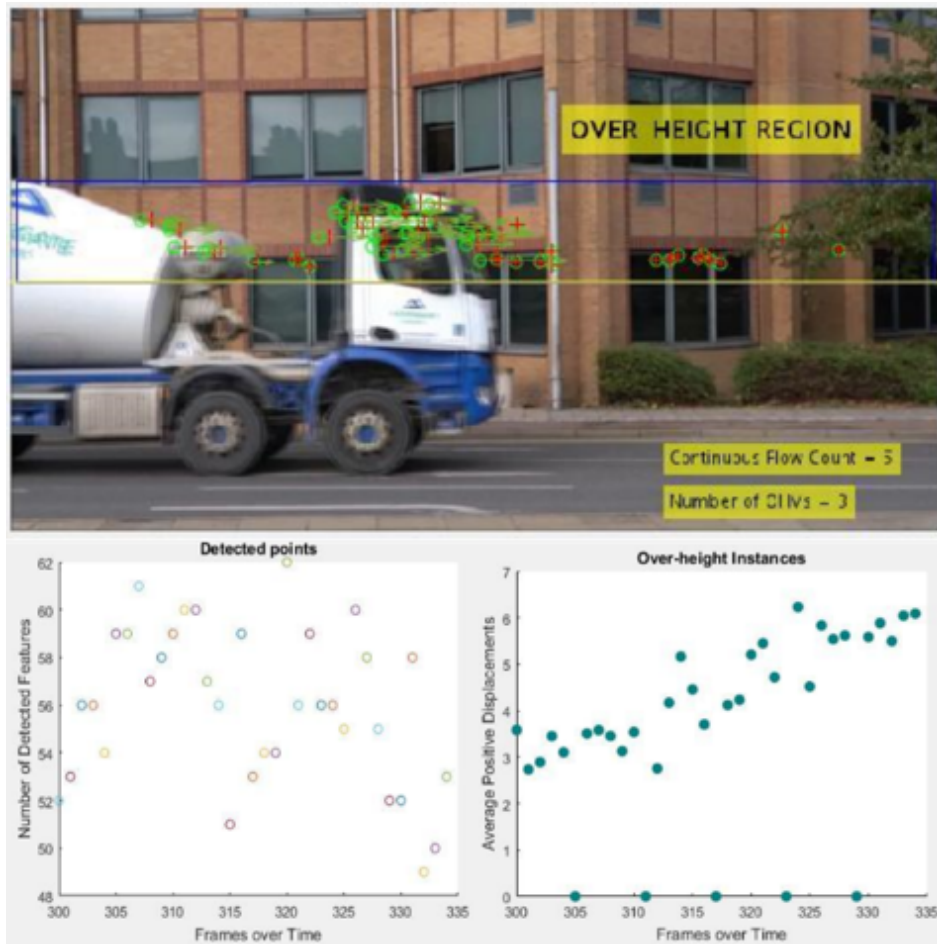 OVER HEIGHT REGION
Continuous Flow Count = 5
Number of OHVs = 3
Detected points
62
60
58
56
54
52
50
48
Number of Detected Features
300 305 310 315 320 325 330 335
Frames over Time
Over-height Instances
7
6
5
4
3
2
1
0
Average Positive Displacements
300 305 310 315 320 325 330 335
Frames over Time